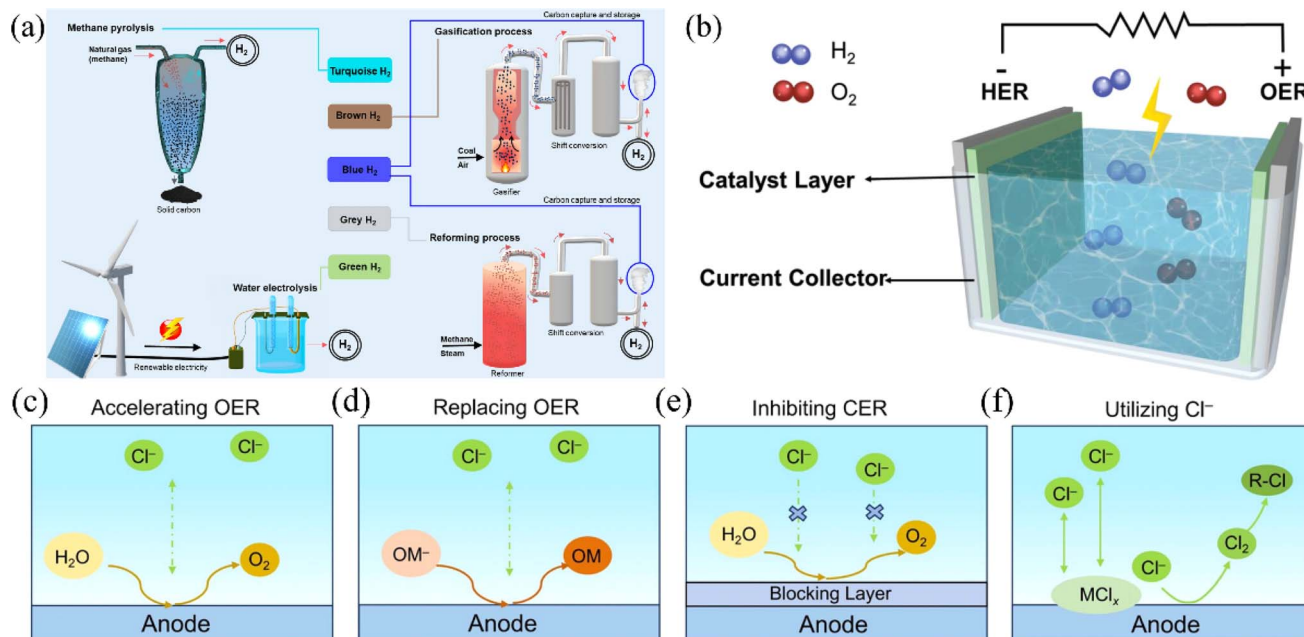 (a)
Methane pyrolysis
Natural gas
(methane)
H₂
Solid carbon
Turquoise H₂
Brown H₂
Blue H₂
Grey H₂
Green H₂
Carbon capture and storage
Gasification process
Coal
Air
Gasifier
Shift conversion
H₂
Carbon capture and storage
Reforming process
Methane
Steam
Reformer
Shift conversion
H₂
Water electrolysis
Renewable electricity
H₂
(b)
H₂
O₂
-
HER
+
OER
Catalyst Layer
Current Collector
(c) Accelerating OER
Cl⁻
Cl⁻
H₂O
O₂
Anode
(d) Replacing OER
Cl⁻
Cl⁻
OM⁻
OM
Anode
(e) Inhibiting CER
Cl⁻
Cl⁻
H₂O
O₂
Blocking Layer
Anode
(f) Utilizing Cl⁻
Cl⁻
Cl⁻
R-Cl
Cl₂
Cl⁻
MClₓ
Anode